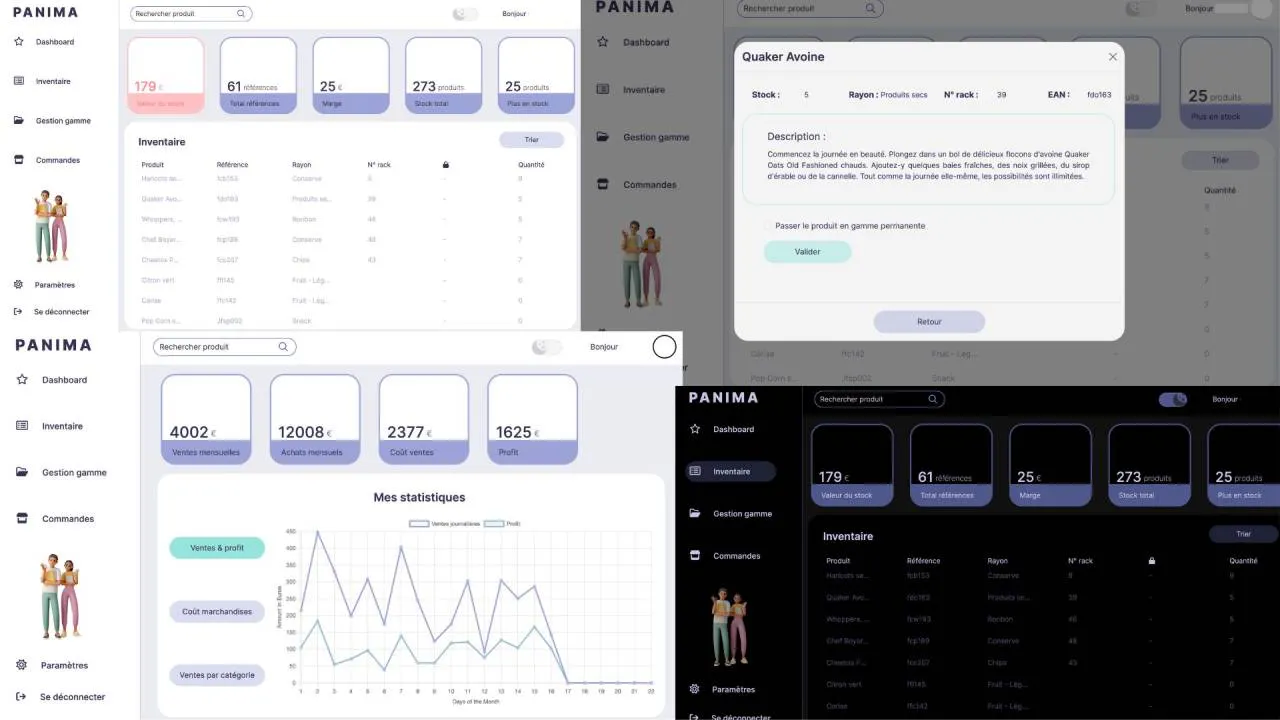 PANIMA
Rechercher produit
Bonjour
Dashboard
Inventaire
Gestion gamme
Commandes
Paramètres
Se déconnecter
179 €
Valeur du stock
61 références
Total références
25 €
Marge
273 produits
Stock total
25 produits
Plus en stock
Inventaire
Trier
Produit Référence Rayon N° rack Quantité
Haricots se... fcb153 Conserve 8
Quaker Avo... fdo163 Produits se... 39 - 5
Whoppers, ... fcw193 Bonbon 46 - 5
Chef Boyar... fcp189 Conserve 48 - 7
Cheetos P... fcc357 Chips 43 - 7
Citron vert ffl145 Fruit - Lég... - 0
Cerise ffc142 Fruit - Lég... - 0
Pop Corn s... Jfsp002 Snack - 0
PANIMA
Rechercher produit
Bonjour
Dashboard
Inventaire
Gestion gamme
Commandes
25 produits
Plus en stock
Trier
Quantité
Quaker Avoine
Stock : 5 Rayon : Produits secs N° rack : 39 EAN : fdo163
Description :
Commencez la journée en beauté. Plongez dans un bol de délicieux flocons d'avoine Quaker
Oats Old Fashioned chauds. Ajoutez-y quelques baies fraîches, des noix grillées, du sirop
d'érable ou de la cannelle. Tout comme la journée elle-même, les possibilités sont illimitées.
Passer le produit en gamme permanente
Valider
Retour
Cerise ffc142 Fruit - Lég... 0
Pop Corn s... Jfsp002 Snack 0
PANIMA
Rechercher produit
Bonjour
Dashboard
Inventaire
Gestion gamme
Commandes
Paramètres
Se déconnecter
4002 €
Ventes mensuelles
12008 €
Achats mensuels
2377 €
Coût ventes
1625 €
Profit
Mes statistiques
Ventes & profit
Coût marchandises
Ventes par catégorie
Ventes journalières Profit
Amount in Euros
450
400
350
300
250
200
150
100
50
0
1 2 3 4 5 6 7 8 9 10 11 12 13 14 15 16 17 18 19 20 21 22
Days of the Month
PANIMA
Rechercher produit
Bonjour
Dashboard
Inventaire
Gestion gamme
Commandes
Paramètres
Se déconnecter
179 €
Valeur du stock
61 références
Total références
25 €
Marge
273 produits
Stock total
25 produits
Plus en stock
Inventaire
Trier
Produit Référence Rayon N° rack Quantité
Haricots se... fcb153 Conserve
Quaker Avo... fdo163 Produits se... 39 - 5
Whoppers, ... fcw193 Bonbon 46 - 5
Chef Boyar... fcp189 Conserve 48 - 7
Cheetos P... fcc357 Chips 43 - 7
Citron vert ffl145 Fruit - Lég... - 0
Cerise ffc142 Fruit - Lég... - 0